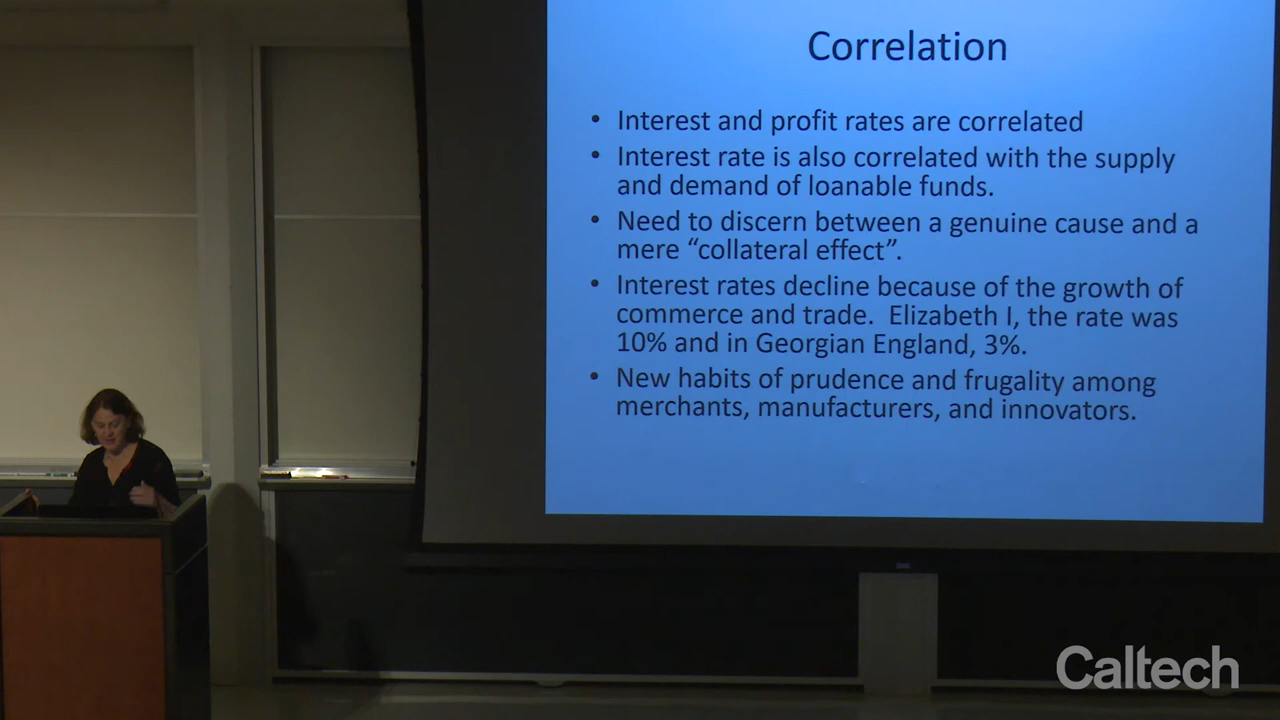 Correlation
• Interest and profit rates are correlated
• Interest rate is also correlated with the supply
and demand of loanable funds.
• Need to discern between a genuine cause and a
mere “collateral effect”.
• Interest rates decline because of the growth of
commerce and trade. Elizabeth I, the rate was
10% and in Georgian England, 3%.
• New habits of prudence and frugality among
merchants, manufacturers, and innovators.
Caltech